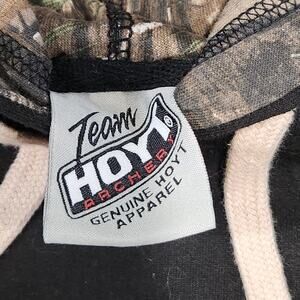 Team
HOYT®
ARCHERY
GENUINE HOYT
APPAREL